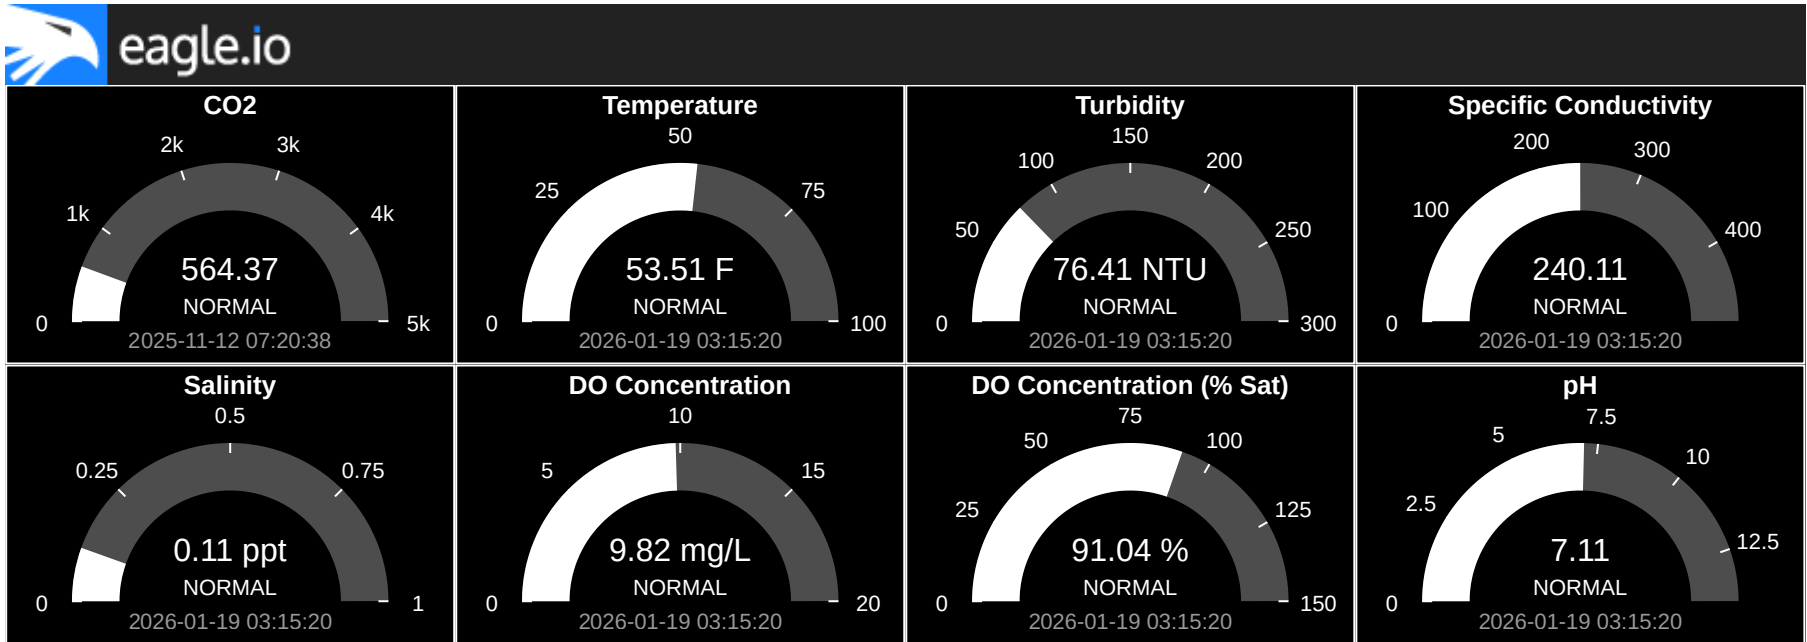 eagle.io
CO2
0
1k
2k
3k
4k
5k
564.37
NORMAL
2025-11-12 07:20:38
Temperature
0
25
50
75
100
53.51 F
NORMAL
2026-01-19 03:15:20
Turbidity
0
50
100
150
200
250
300
76.41 NTU
NORMAL
2026-01-19 03:15:20
Specific Conductivity
0
100
200
300
400
240.11
NORMAL
2026-01-19 03:15:20
Salinity
0
0.25
0.5
0.75
1
0.11 ppt
NORMAL
2026-01-19 03:15:20
DO Concentration
0
5
10
15
20
9.82 mg/L
NORMAL
2026-01-19 03:15:20
DO Concentration (% Sat)
0
25
50
75
100
125
150
91.04 %
NORMAL
2026-01-19 03:15:20
pH
0
2.5
5
7.5
10
12.5
7.11
NORMAL
2026-01-19 03:15:20